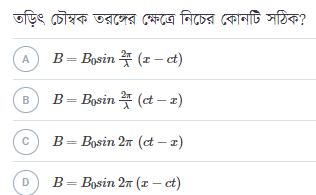 তড়িৎ চৌম্বক তরঙ্গের ক্ষেত্রে নিচের কোনটি সঠিক?
A B = B₀sin 2π/λ (x − ct)
B B = B₀sin 2π/λ (ct − x)
C B = B₀sin 2π (ct − x)
D B = B₀sin 2π (x − ct)